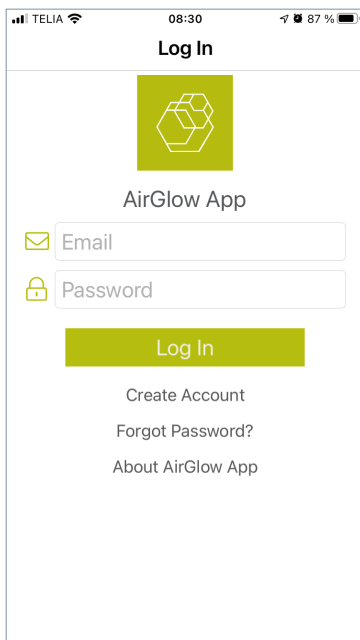 TELIA 08:30 87 %
Log In
AirGlow App
Email
Password
Log In
Create Account
Forgot Password?
About AirGlow App